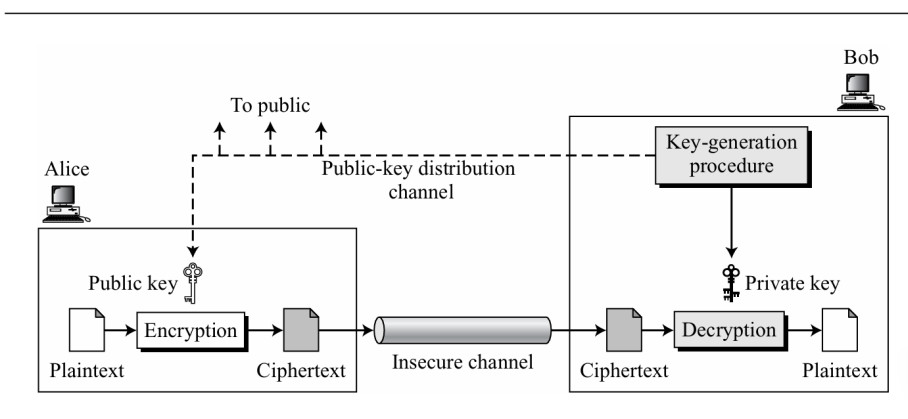 Bob
To public
Key-generation
procedure
Public-key distribution
channel
Alice
Public key
Private key
Encryption
Decryption
Insecure channel
Plaintext
Ciphertext
Ciphertext
Plaintext